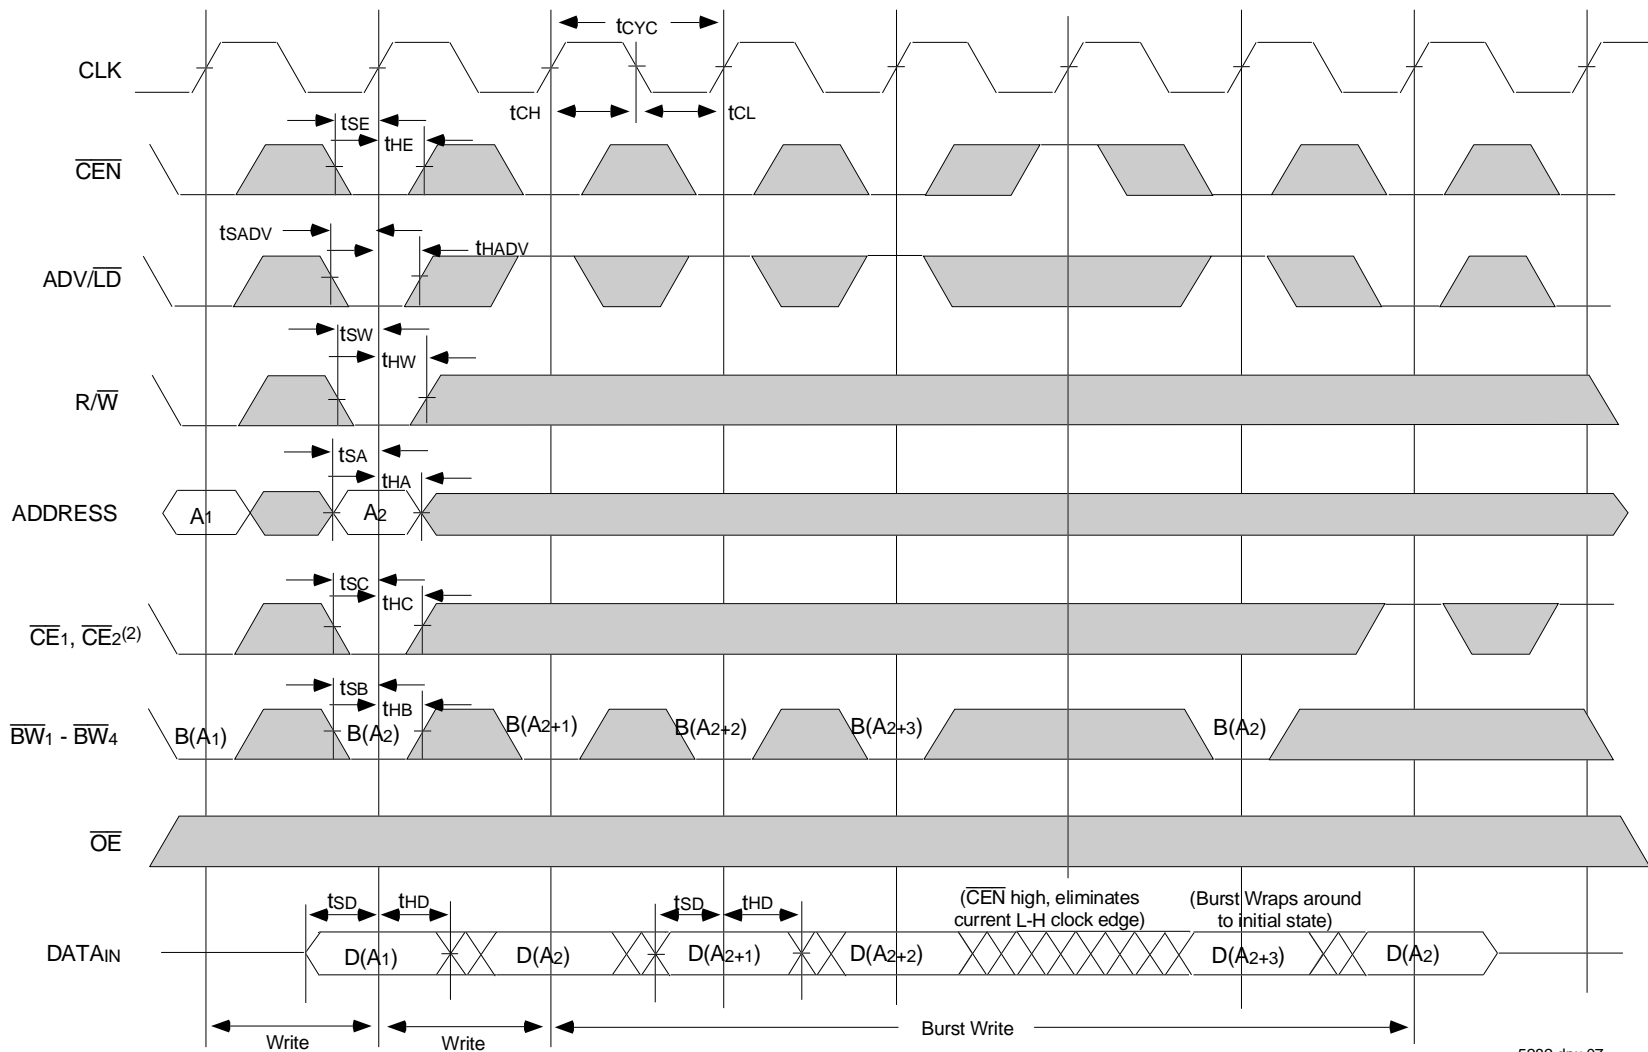 tCYC
CLK
tCH
tCL
tSE
tHE
CEN
tSADV
tHADV
ADV/LD
tSW
tHW
R/W
tSA
tHA
ADDRESS
A1
A2
tSC
tHC
CE1, CE2(2)
tSB
tHB
BW1 - BW4
B(A1)
B(A2)
B(A2+1)
B(A2+2)
B(A2+3)
B(A2)
OE
tSD
tHD
tSD
tHD
(CEN high, eliminates
current L-H clock edge)
(Burst Wraps around
to initial state)
DATAIN
D(A1)
D(A2)
D(A2+1)
D(A2+2)
D(A2+3)
D(A2)
Write
Write
Burst Write